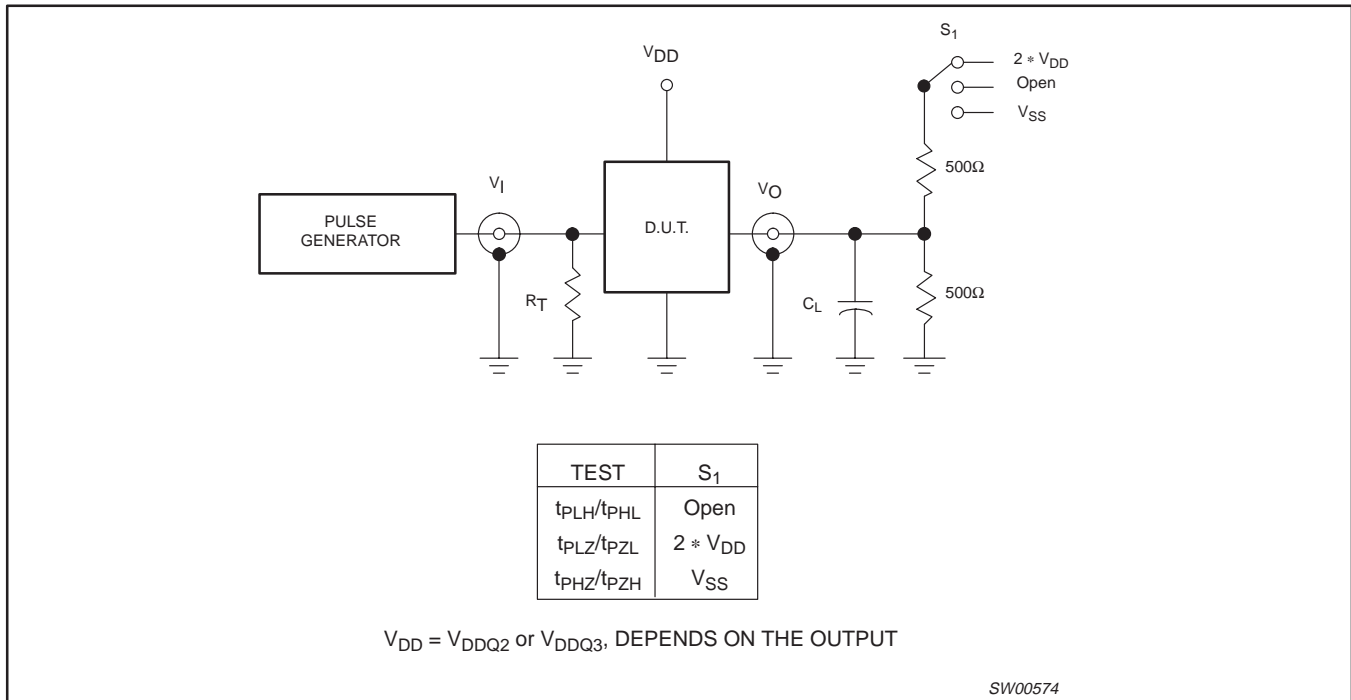 S1
2 * VDD
Open
VSS
VDD
500Ω
VI
VO
PULSE
GENERATOR
D.U.T.
RT
CL
500Ω
TEST S1
tPLH/tPHL Open
tPLZ/tPZL 2 * VDD
tPHZ/tPZH VSS
VDD = VDDQ2 or VDDQ3, DEPENDS ON THE OUTPUT
SW00574